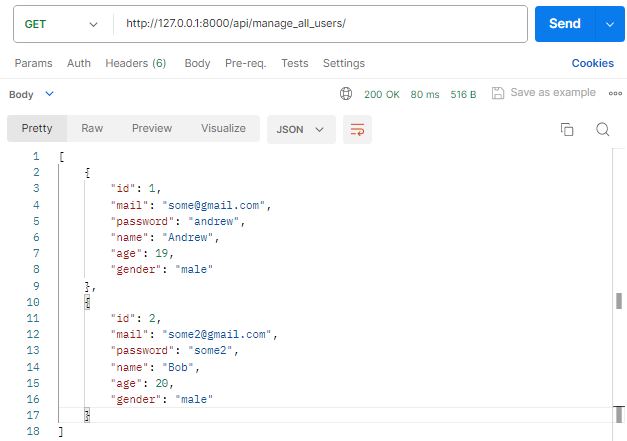 GET http://127.0.0.1:8000/api/manage_all_users/ Send
Params Auth Headers (6) Body Pre-req. Tests Settings Cookies
Body 200 OK 80 ms 516 B Save as example
Pretty Raw Preview Visualize JSON
1 [
2 {
3 "id": 1,
4 "mail": "some@gmail.com",
5 "password": "andrew",
6 "name": "Andrew",
7 "age": 19,
8 "gender": "male"
9 },
10 {
11 "id": 2,
12 "mail": "some2@gmail.com",
13 "password": "some2",
14 "name": "Bob",
15 "age": 20,
16 "gender": "male"
17 }
18 ]